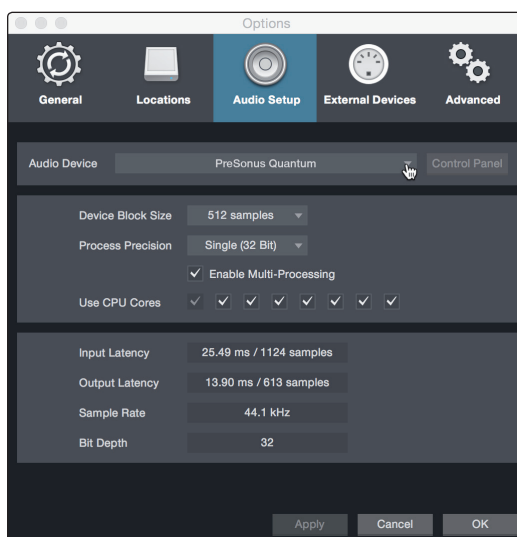 Options
General Locations Audio Setup External Devices Advanced
Audio Device PreSonus Quantum Control Panel
Device Block Size 512 samples
Process Precision Single (32 Bit)
Enable Multi-Processing
Use CPU Cores
Input Latency 25.49 ms / 1124 samples
Output Latency 13.90 ms / 613 samples
Sample Rate 44.1 kHz
Bit Depth 32
Apply Cancel OK